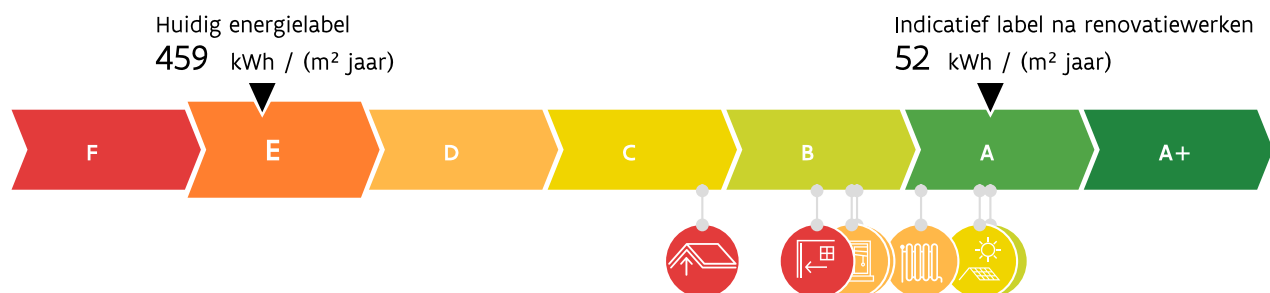 Huidig energielabel
459 kWh / (m² jaar)
Indicatief label na renovatiewerken
52 kWh / (m² jaar)
F E D C B A A+